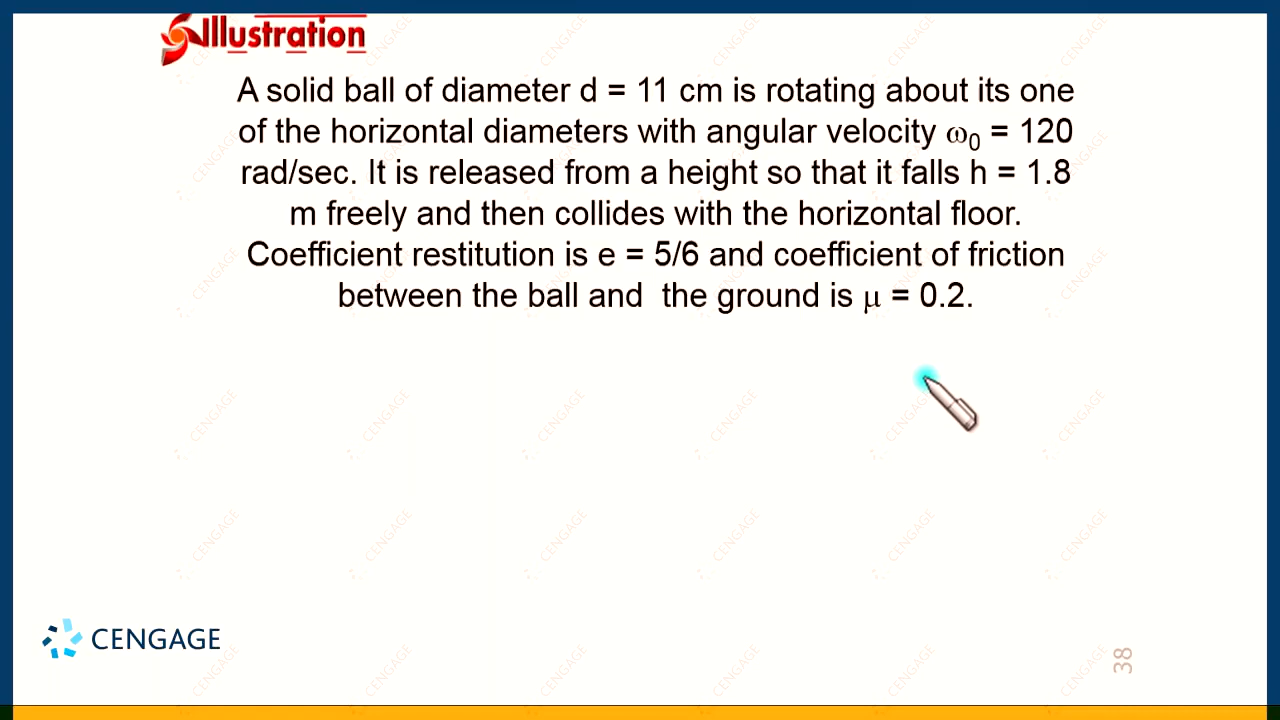 Illustration
A solid ball of diameter d = 11 cm is rotating about its one
of the horizontal diameters with angular velocity ω₀ = 120
rad/sec. It is released from a height so that it falls h = 1.8
m freely and then collides with the horizontal floor.
Coefficient restitution is e = 5/6 and coefficient of friction
between the ball and the ground is μ = 0.2.
CENGAGE
38